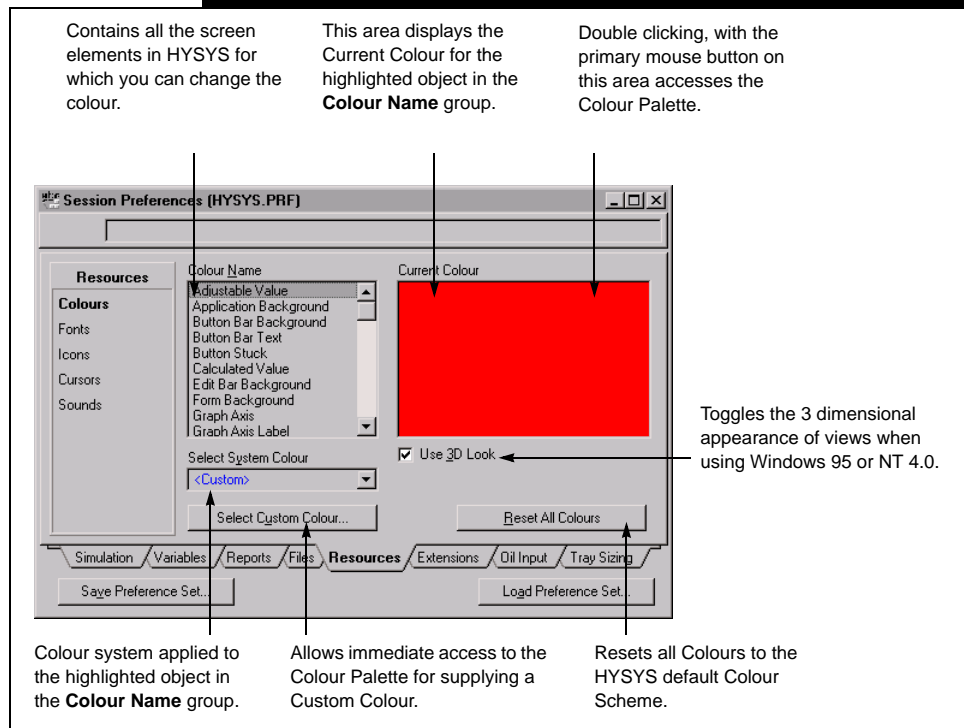 Contains all the screen
elements in HYSYS for
which you can change the
colour.
This area displays the
Current Colour for the
highlighted object in the
Colour Name group.
Double clicking, with the
primary mouse button on
this area accesses the
Colour Palette.
Session Preferences (HYSYS.PRF)
Resources
Colours
Fonts
Icons
Cursors
Sounds
Colour Name
Adjustable Value
Application Background
Button Bar Background
Button Bar Text
Button Stuck
Calculated Value
Edit Bar Background
Form Background
Graph Axis
Graph Axis Label
Select System Colour
<Custom>
Select Custom Colour...
Current Colour
Use 3D Look
Reset All Colours
Toggles the 3 dimensional
appearance of views when
using Windows 95 or NT 4.0.
Simulation Variables Reports Files Resources Extensions Oil Input Tray Sizing
Save Preference Set... Load Preference Set...
Colour system applied to
the highlighted object in
the Colour Name group.
Allows immediate access to the
Colour Palette for supplying a
Custom Colour.
Resets all Colours to the
HYSYS default Colour
Scheme.